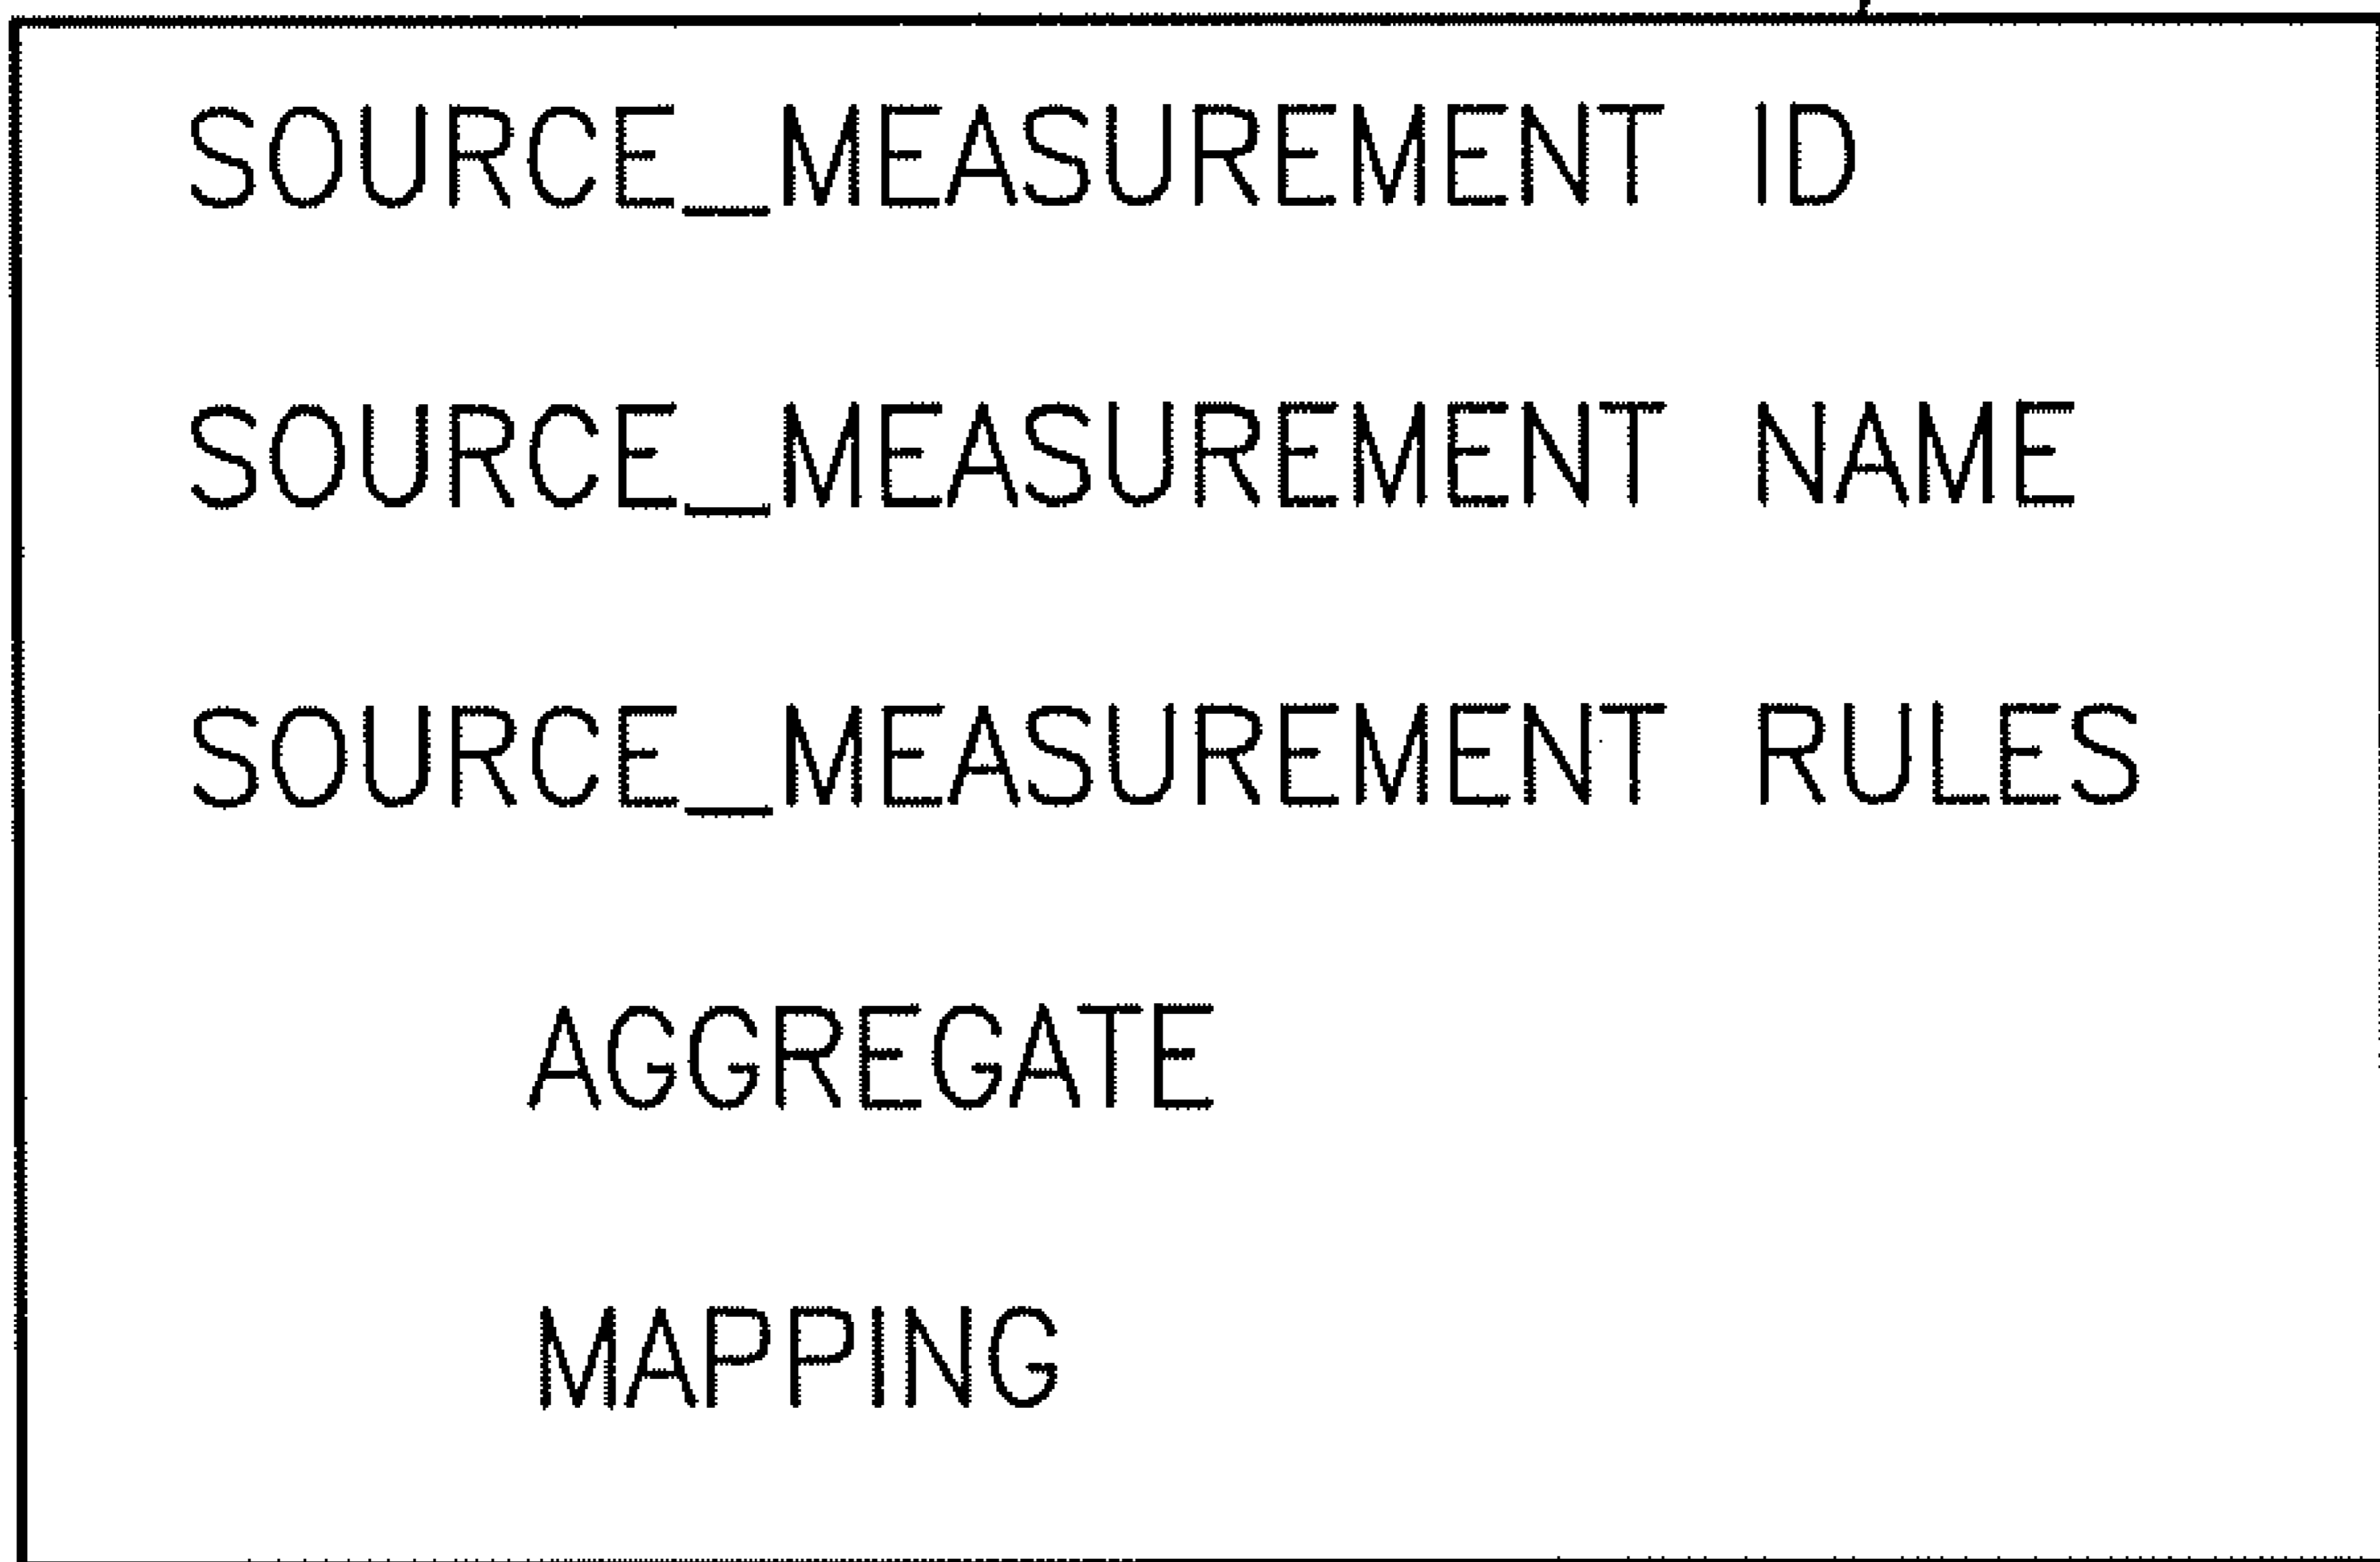 SOURCE_MEASUREMENT ID
SOURCE_MEASUREMENT NAME
SOURCE_MEASUREMENT RULES
AGGREGATE
MAPPING